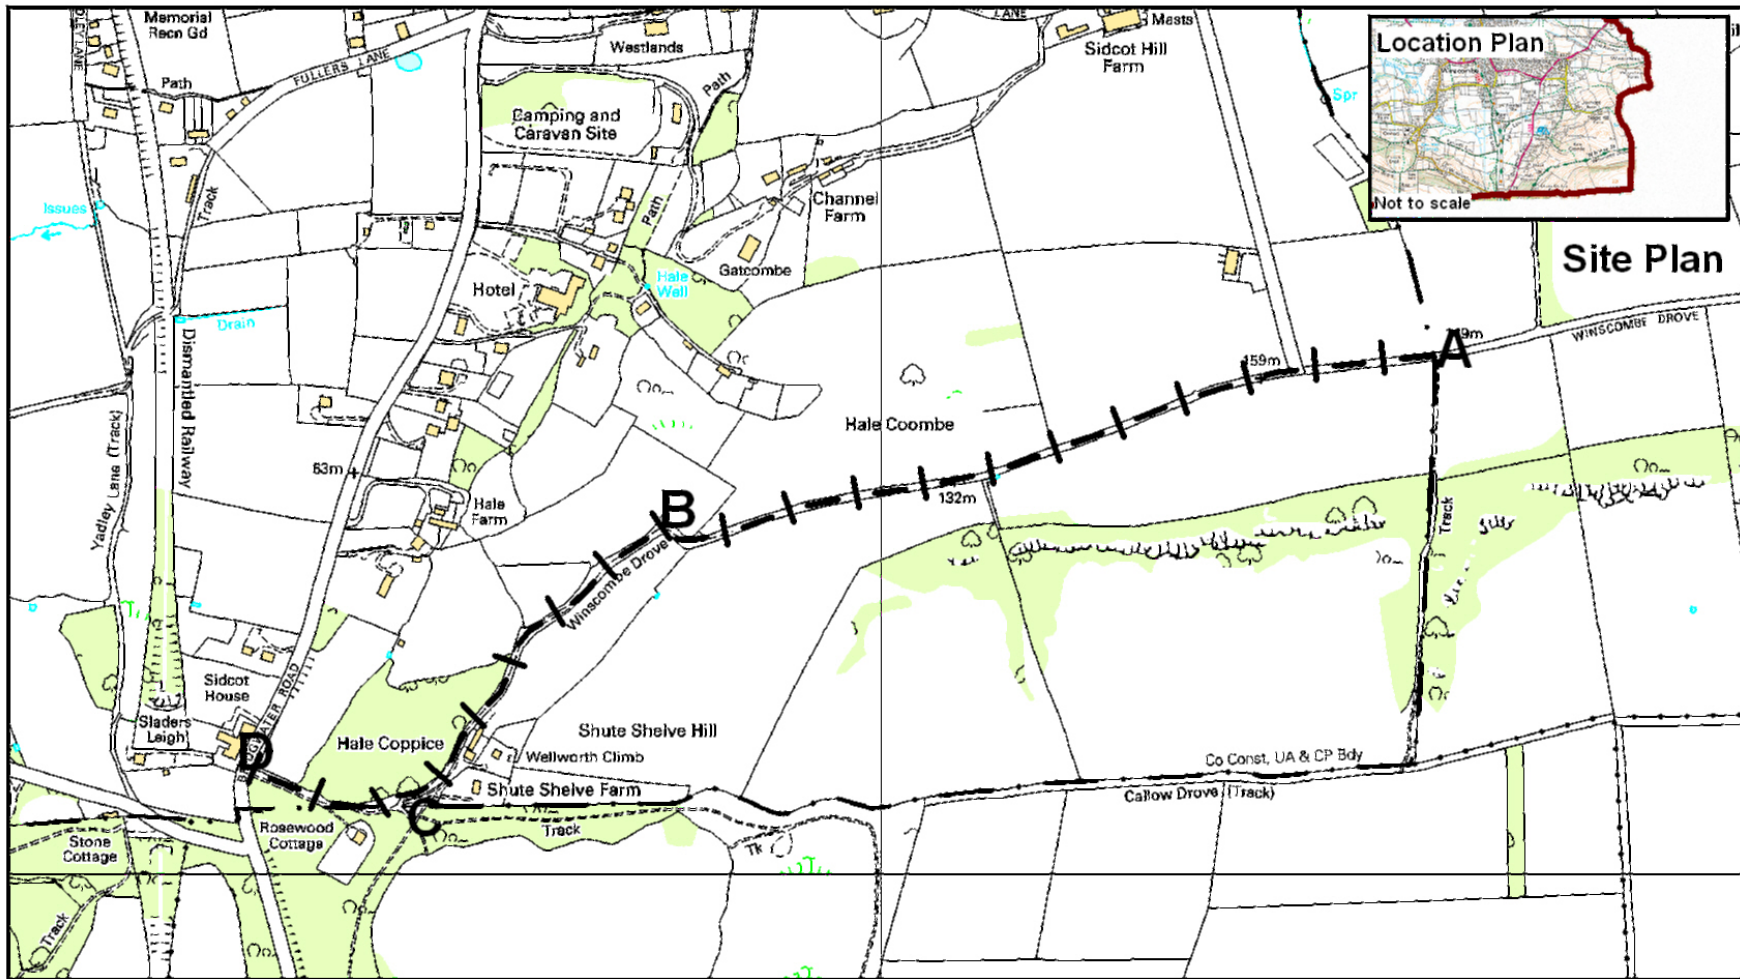 Memorial
Recn Gd
Westlands
LANE
Masts
Sidcot Hill
Farm
Location Plan
Not to scale
Site Plan
Path
FULLERS LANE
Path
Camping and
Caravan Site
Spr
Issues
Track
Path
Channel
Farm
Gatcombe
Hale
Well
Hotel
Drain
Dismantled Railway
WINSCOMBE DROVE
A
159m
Hale Coombe
Yadley Lane (Track)
63m
Hale
Farm
B
132m
Track
Winscombe Drove
Sidcot
House
Sladers
Leigh
D
Hale Coppice
Shute Shelve Hill
Wellworth Climb
Shute Shelve Farm
C
Co Const, UA & CP Bdy
Callow Drove (Track)
Rosewood
Cottage
Track
Stone
Cottage
Tk
Track